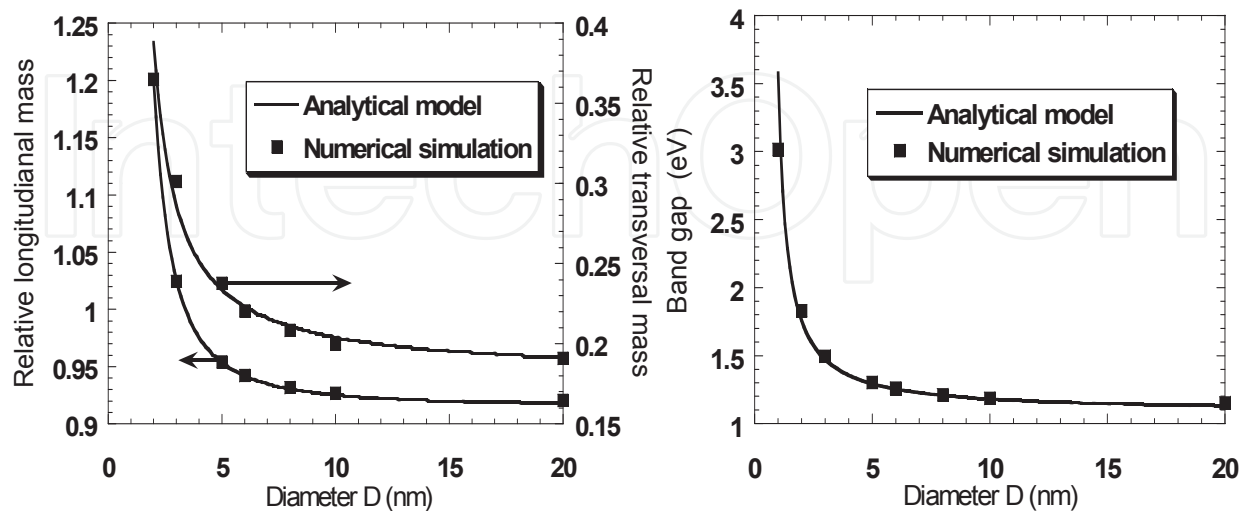 Relative longitudianal mass
1.25
1.2
1.15
1.1
1.05
1
0.95
0.9
0.4
0.35
0.3
0.24
0.2
0.15
Relative transversal mass
Analytical model
Numerical simulation
0 5 10 15 20
Diameter D (nm)
Band gap (eV)
4
3.5
3
2.5
2
1.5
1
Analytical model
Numerical simulation
0 5 10 15 20
Diameter D (nm)
IntechOpen